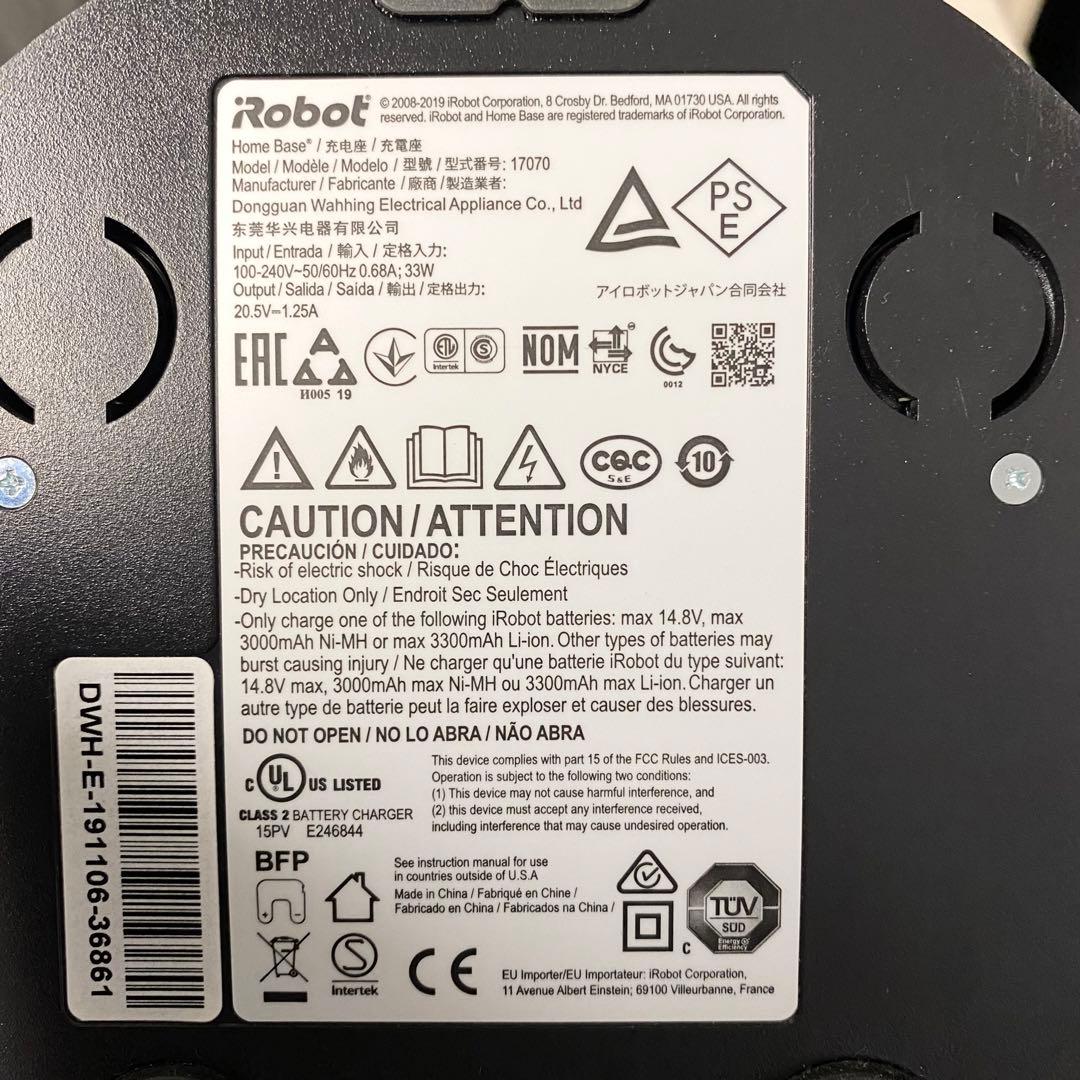 iRobot® © 2008-2019 iRobot Corporation, 8 Crosby Dr. Bedford, MA 01730 USA. All rights
reserved. iRobot and Home Base are registered trademarks of iRobot Corporation.
Home Base® / 充电座 / 充電座
Model / Modèle / Modelo / 型號 / 型式番号: 17070
Manufacturer / Fabricante / 廠商 / 製造業者:
Dongguan Wahhing Electrical Appliance Co., Ltd
东莞华兴电器有限公司
Input / Entrada / 輸入 / 定格入力:
100-240V~50/60Hz 0.68A; 33W
Output / Salida / Saída / 輸出 / 定格出力:
20.5V⎓1.25A
PS
E
アイロボットジャパン合同会社
EAC
И005 19
ETL
Intertek
S
NOM
NYCE
0012
CQC
S&E
10
CAUTION / ATTENTION
PRECAUCIÓN / CUIDADO:
-Risk of electric shock / Risque de Choc Électriques
-Dry Location Only / Endroit Sec Seulement
-Only charge one of the following iRobot batteries: max 14.8V, max
3000mAh Ni-MH or max 3300mAh Li-ion. Other types of batteries may
burst causing injury / Ne charger qu'une batterie iRobot du type suivant:
14.8V max, 3000mAh max Ni-MH ou 3300mAh max Li-ion. Charger un
autre type de batterie peut la faire exploser et causer des blessures.
DO NOT OPEN / NO LO ABRA / NÃO ABRA
C UL US LISTED
CLASS 2 BATTERY CHARGER
15PV E246844
This device complies with part 15 of the FCC Rules and ICES-003.
Operation is subject to the following two conditions:
(1) This device may not cause harmful interference, and
(2) this device must accept any interference received,
including interference that may cause undesired operation.
BFP
See instruction manual for use
in countries outside of U.S.A
Made in China / Fabriqué en Chine /
Fabricado en China / Fabricados na China /
TÜV
SÜD
Energy
Efficiency
C
S
Intertek
CE
EU Importer/EU Importateur: iRobot Corporation,
11 Avenue Albert Einstein; 69100 Villeurbanne, France
DWH-E-191106-36861